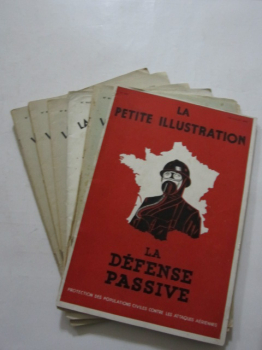 LA
PETITE ILLUSTRATION
LA
DÉFENSE
PASSIVE
PROTECTION DES POPULATIONS CIVILES CONTRE LES ATTAQUES AÉRIENNES